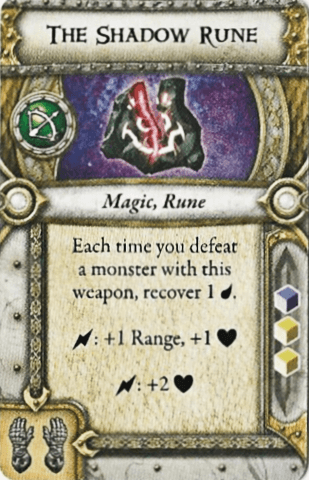 The Shadow Rune
Magic, Rune
Each time you defeat
a monster with this
weapon, recover 1 .
: +1 Range, +1
: +2